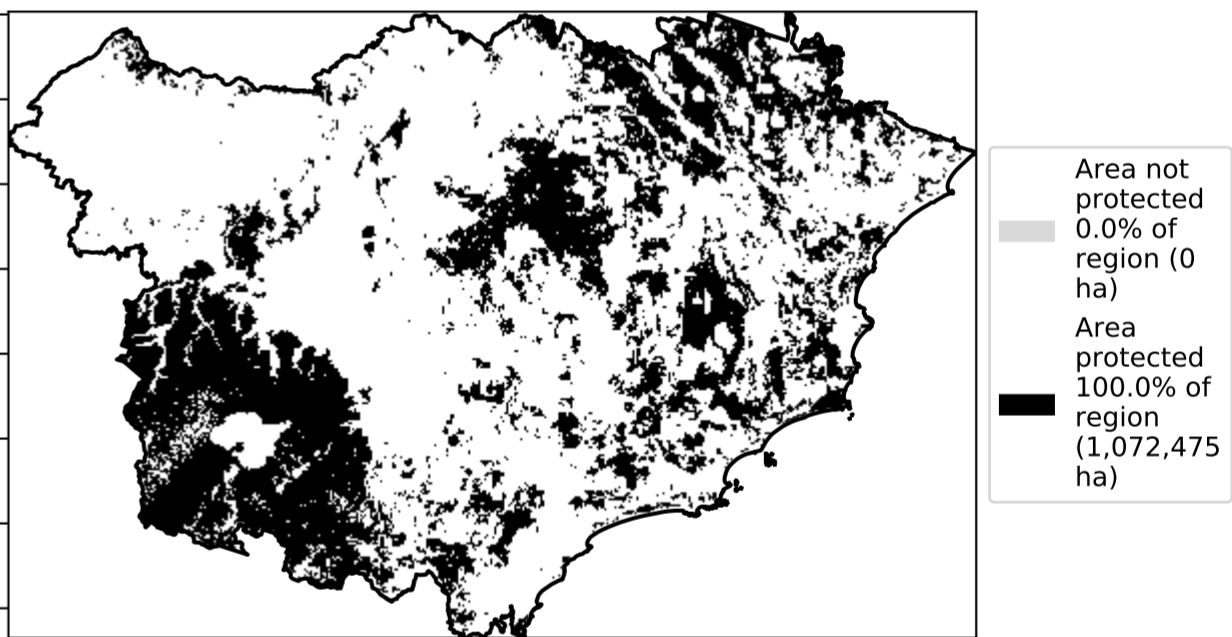 Area not
protected
0.0% of
region (0
ha)
Area
protected
100.0% of
region
(1,072,475
ha)